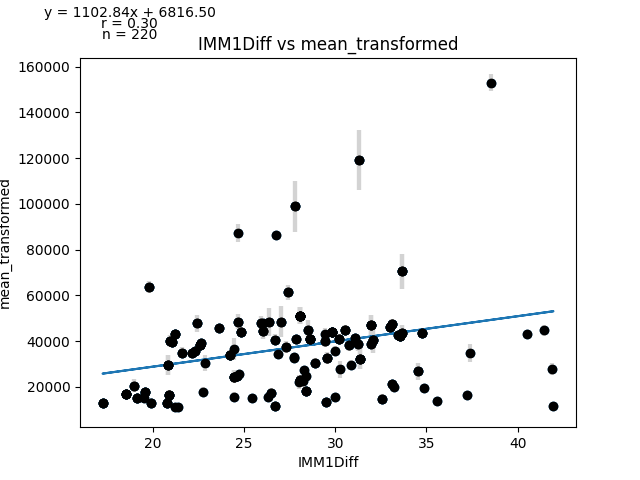 y = 1102.84x + 6816.50
r = 0.30
n = 220
IMM1Diff vs mean_transformed
mean_transformed
160000
140000
120000
100000
80000
60000
40000
20000
20
25
30
35
40
IMM1Diff